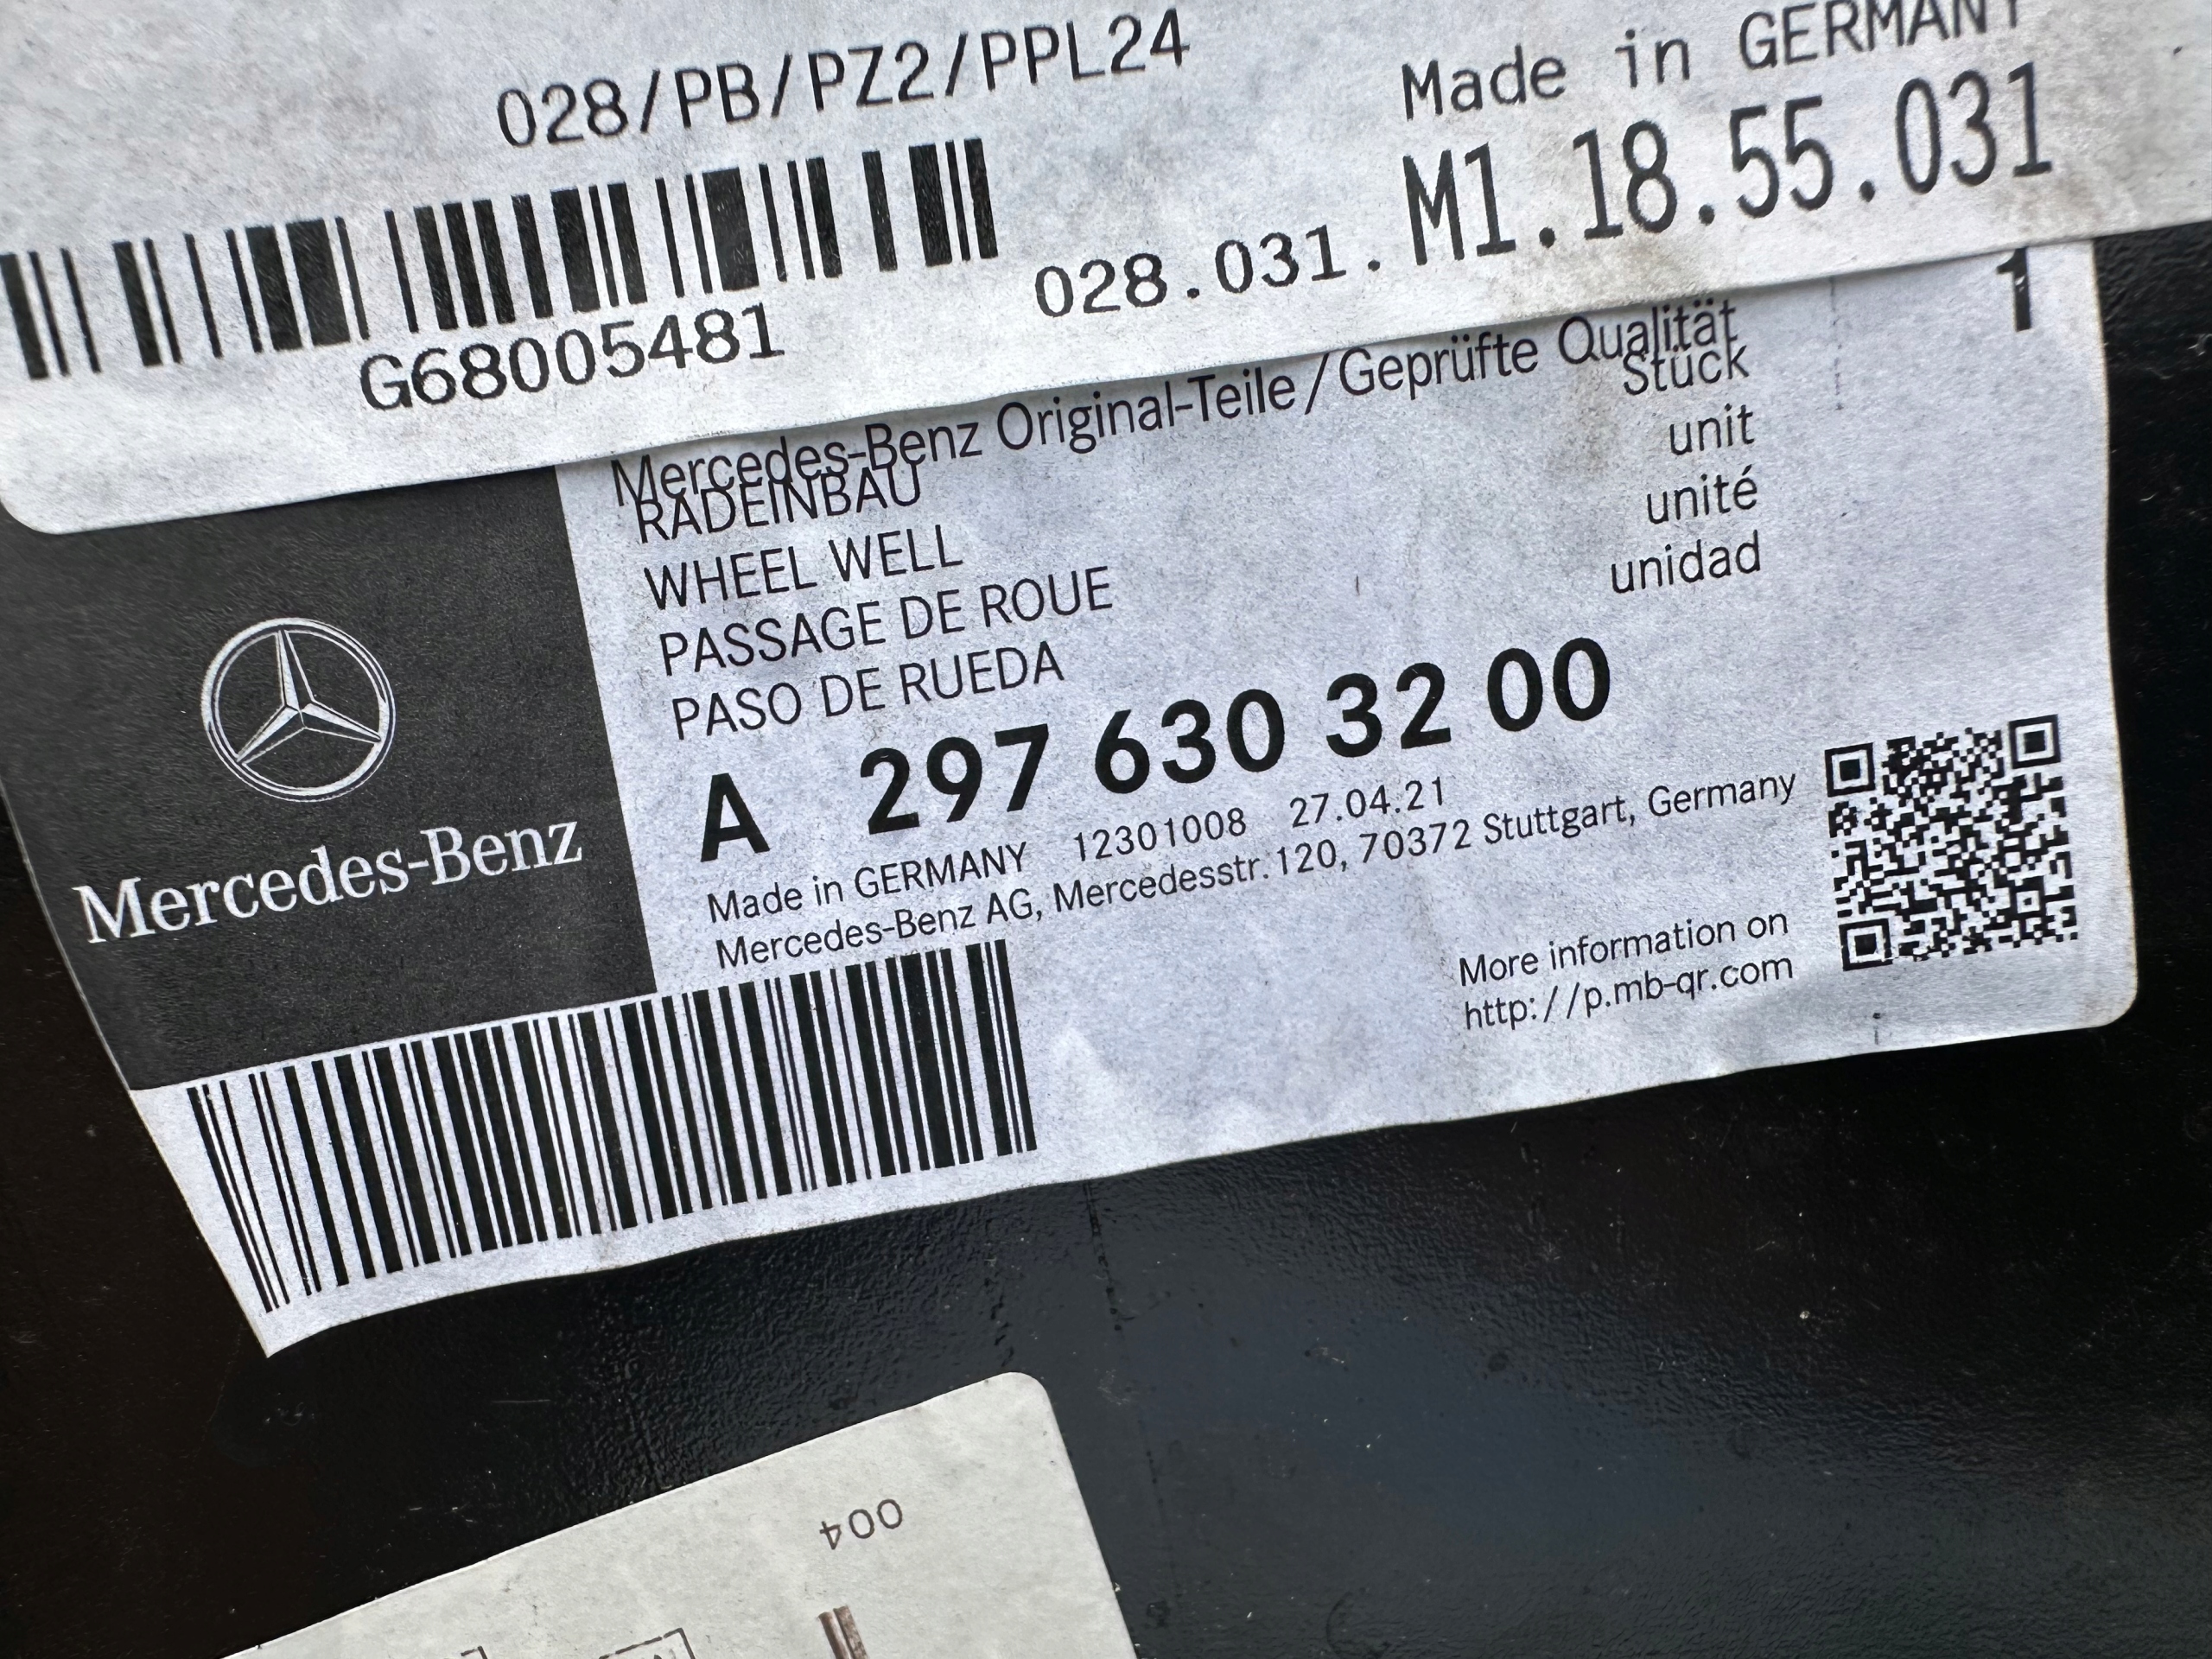 028/PB/PZ2/PPL24
Made in GERMANY
M1.18.55.031
028.031.
G68005481
1
Mercedes-Benz Original-Teile/Geprüfte Qualität
Stück
RADEINBAU
unit
WHEEL WELL
unité
PASSAGE DE ROUE
unidad
PASO DE RUEDA
A 297 630 32 00
Made in GERMANY 12301008 27.04.21
Mercedes-Benz AG, Mercedesstr. 120, 70372 Stuttgart, Germany
Mercedes-Benz
More information on
http://p.mb-qr.com
004